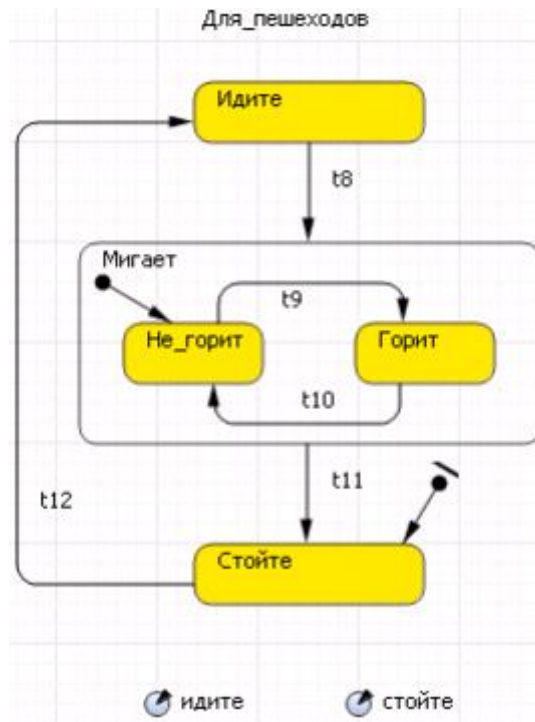 Для_пешеходов
Идите
t8
Мигает
t9
Не_горит
Горит
t10
t11
t12
Стойте
идите
стойте